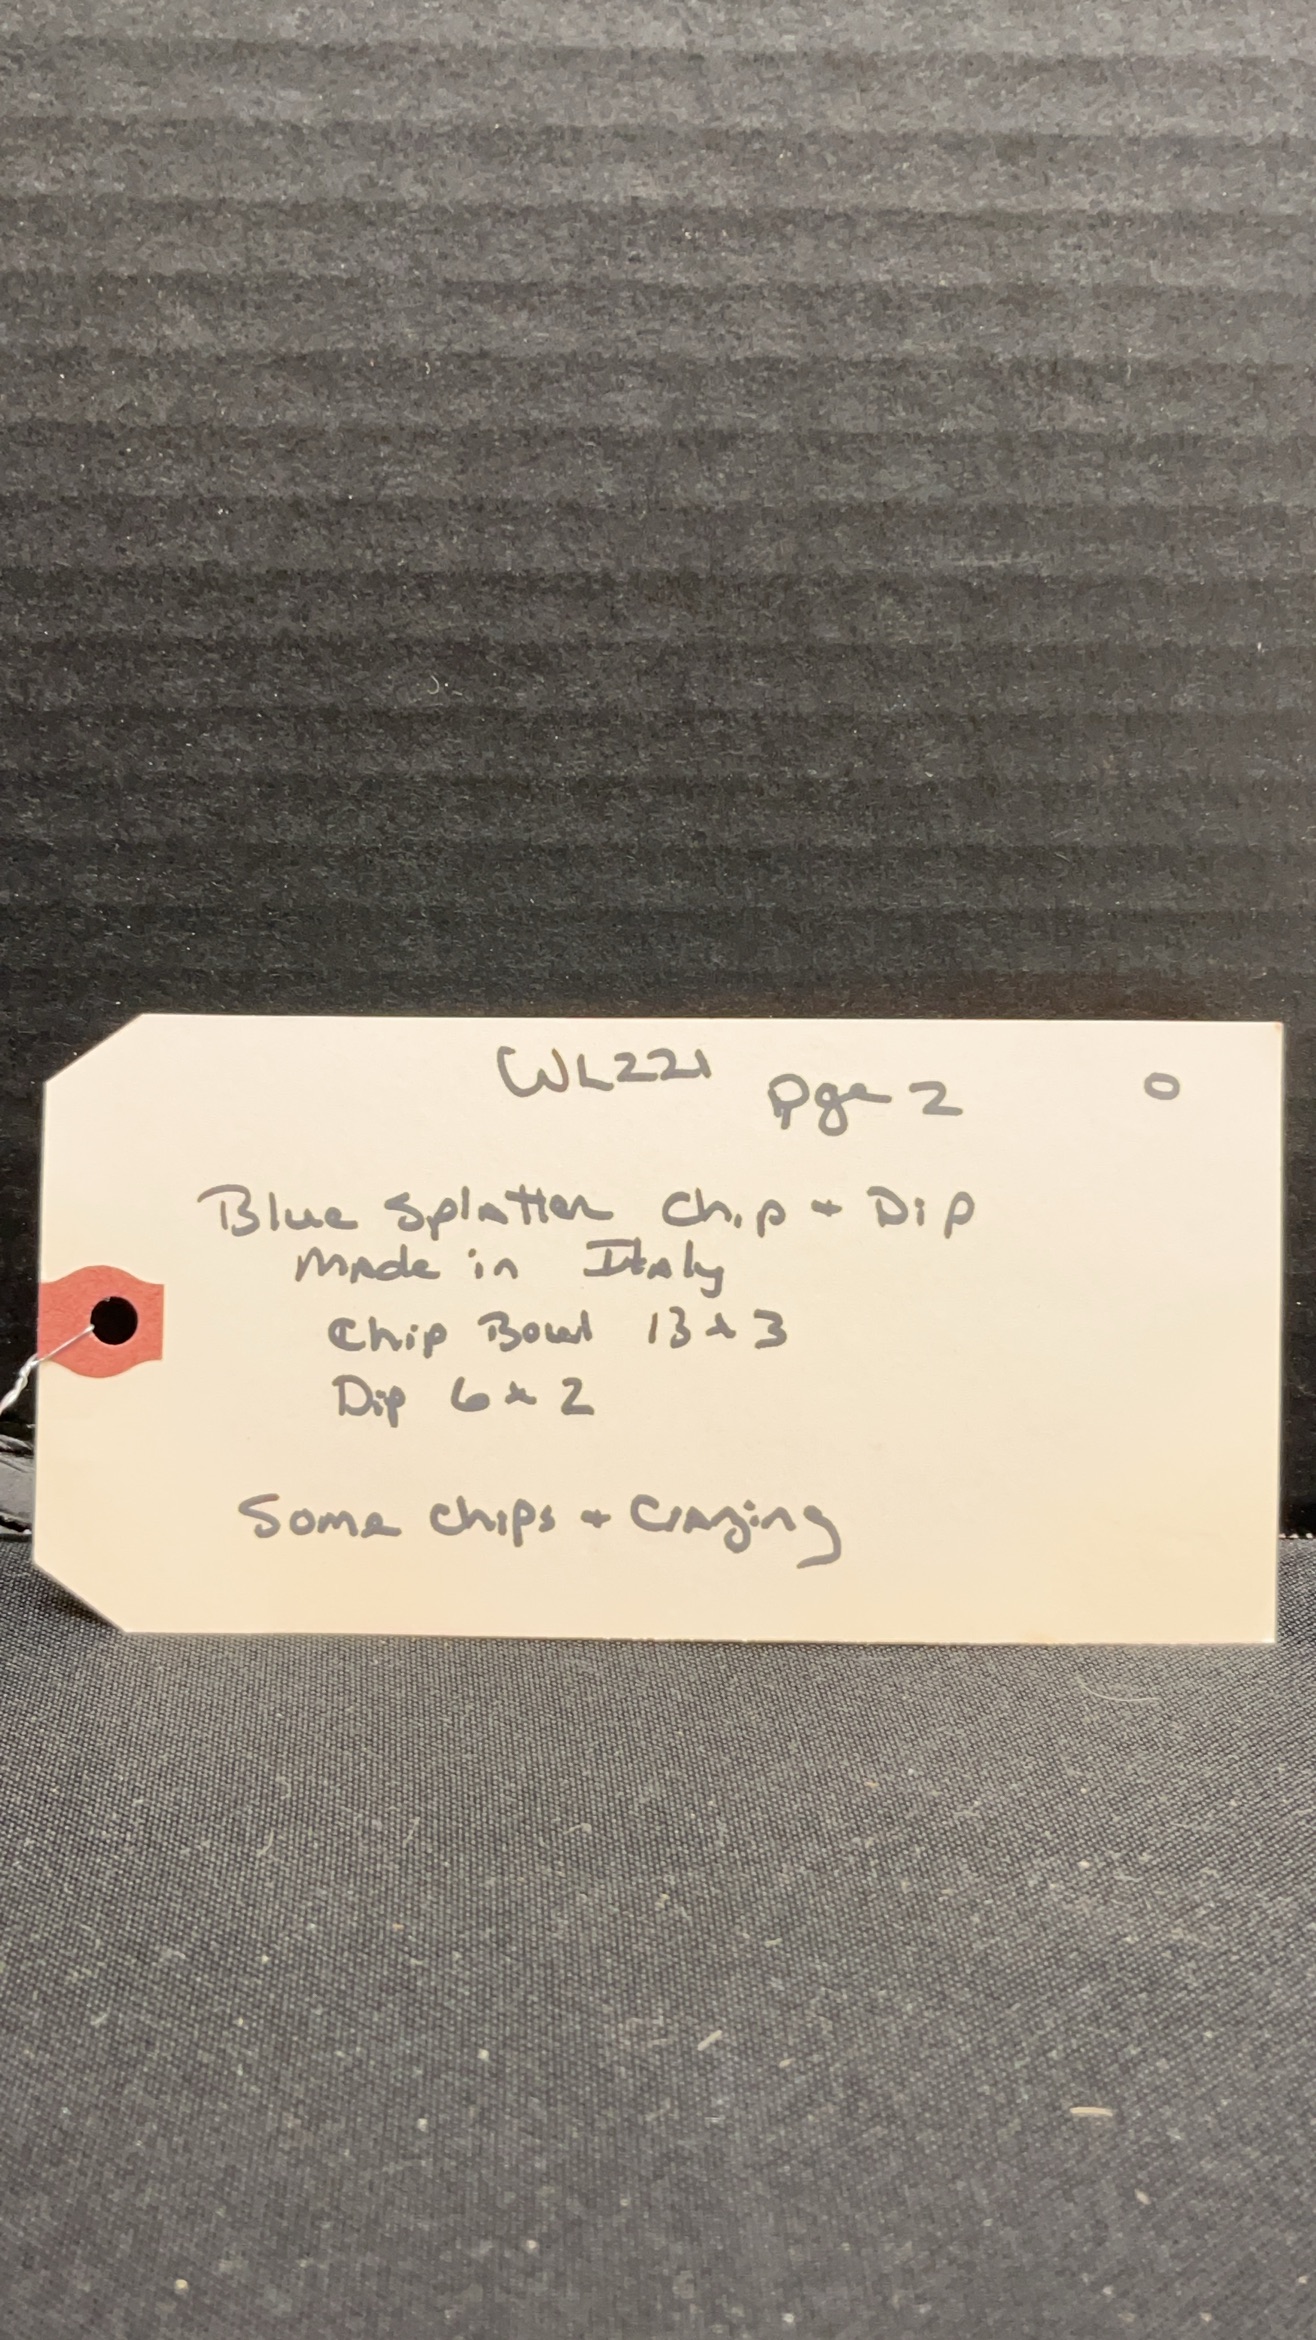 WL221 pge 2 O
Blue Splatter Chip + Dip
Made in Italy
Chip Bowl 13 x 3
Dip 6 x 2
Some chips + Crazing